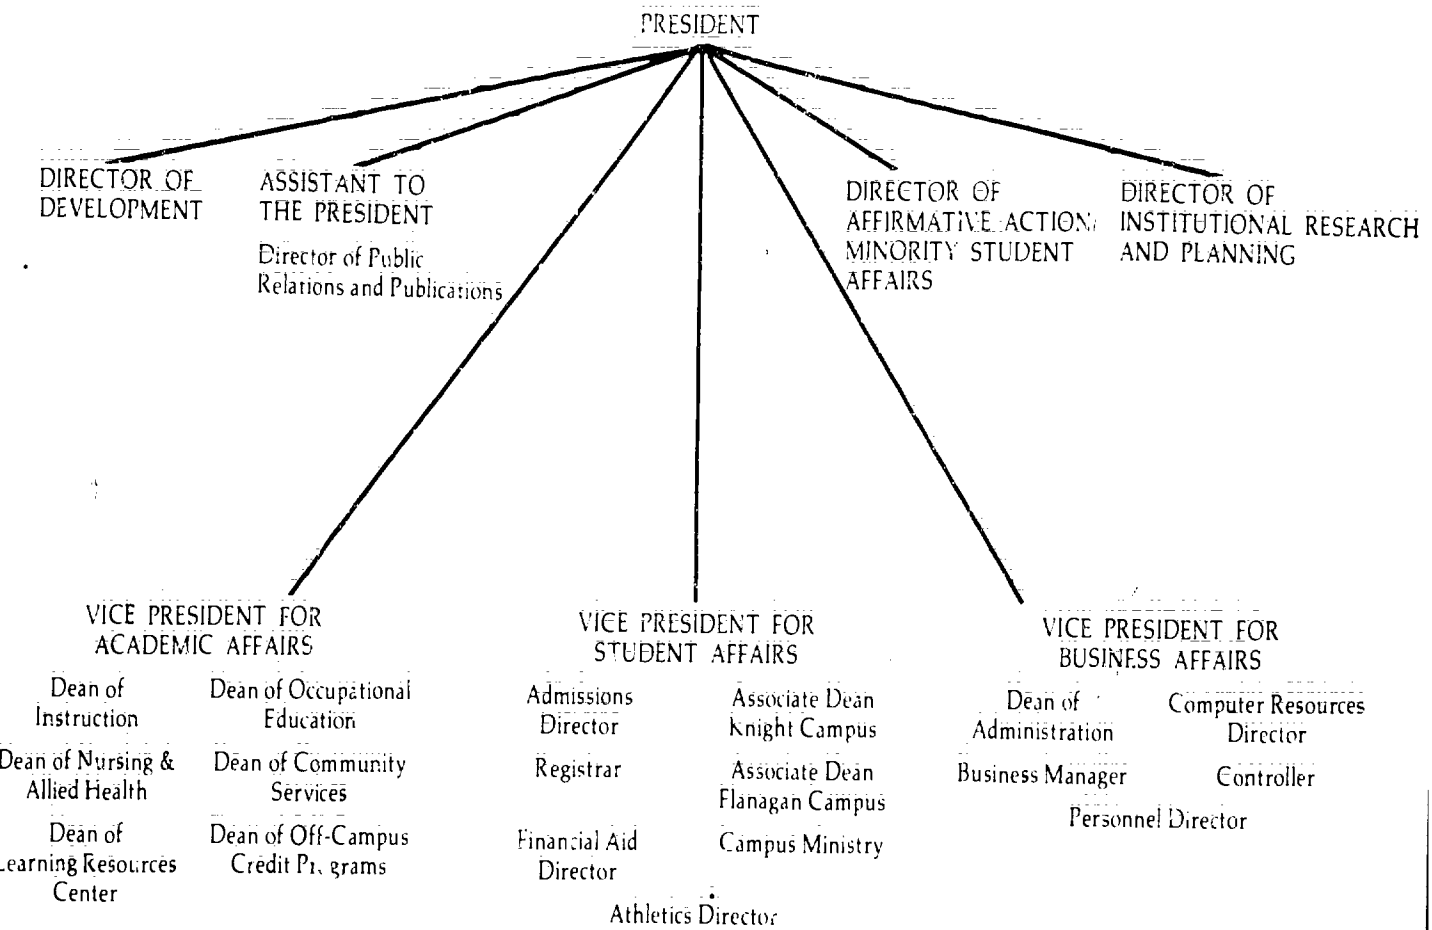 PRESIDENT
DIRECTOR OF
DEVELOPMENT
ASSISTANT TO
THE PRESIDENT
Director of Public
Relations and Publications
DIRECTOR OF
AFFIRMATIVE ACTION/
MINORITY STUDENT
AFFAIRS
DIRECTOR OF
INSTITUTIONAL RESEARCH
AND PLANNING
VICE PRESIDENT FOR
ACADEMIC AFFAIRS
Dean of
Instruction
Dean of Occupational
Education
Dean of Nursing &
Allied Health
Dean of Community
Services
Dean of
Learning Resources
Center
Dean of Off-Campus
Credit Programs
VICE PRESIDENT FOR
STUDENT AFFAIRS
Admissions
Director
Associate Dean
Knight Campus
Registrar
Associate Dean
Flanagan Campus
Financial Aid
Director
Campus Ministry
Athletics Director
VICE PRESIDENT FOR
BUSINESS AFFAIRS
Dean of
Administration
Computer Resources
Director
Business Manager
Controller
Personnel Director